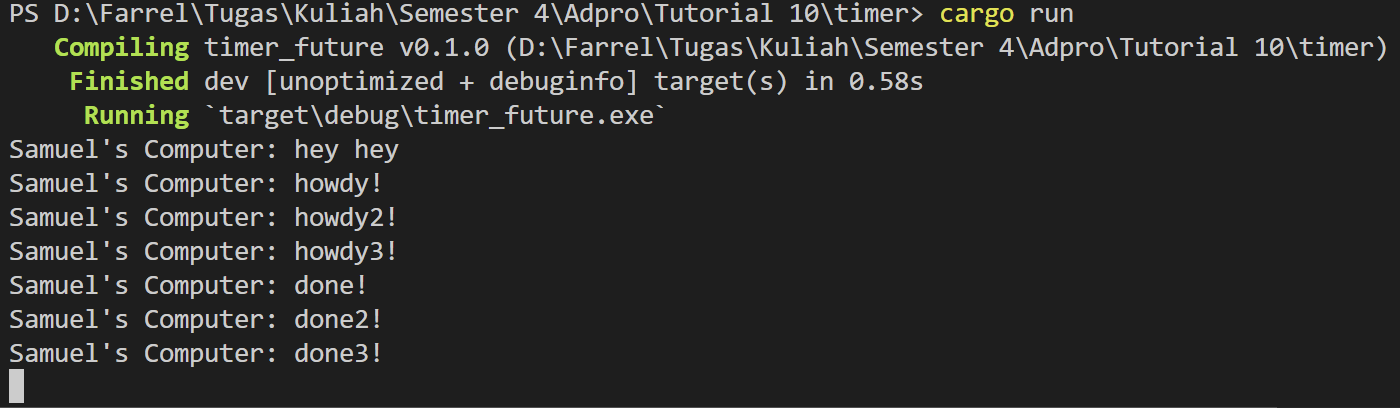 PS D:\Farrel\Tugas\Kuliah\Semester 4\Adpro\Tutorial 10\timer> cargo run
Compiling timer_future v0.1.0 (D:\Farrel\Tugas\Kuliah\Semester 4\Adpro\Tutorial 10\timer)
Finished dev [unoptimized + debuginfo] target(s) in 0.58s
Running `target\debug\timer_future.exe`
Samuel's Computer: hey hey
Samuel's Computer: howdy!
Samuel's Computer: howdy2!
Samuel's Computer: howdy3!
Samuel's Computer: done!
Samuel's Computer: done2!
Samuel's Computer: done3!